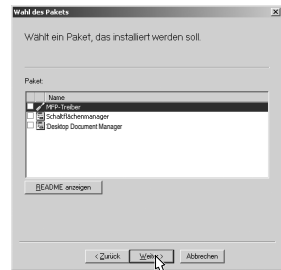 Wahl des Pakets
Wählt ein Paket, das installiert werden soll.
Paket:
Name
MFP-Treiber
Schaltflächenmanager
Desktop Document Manager
README anzeigen
< Zurück Weiter > Abbrechen